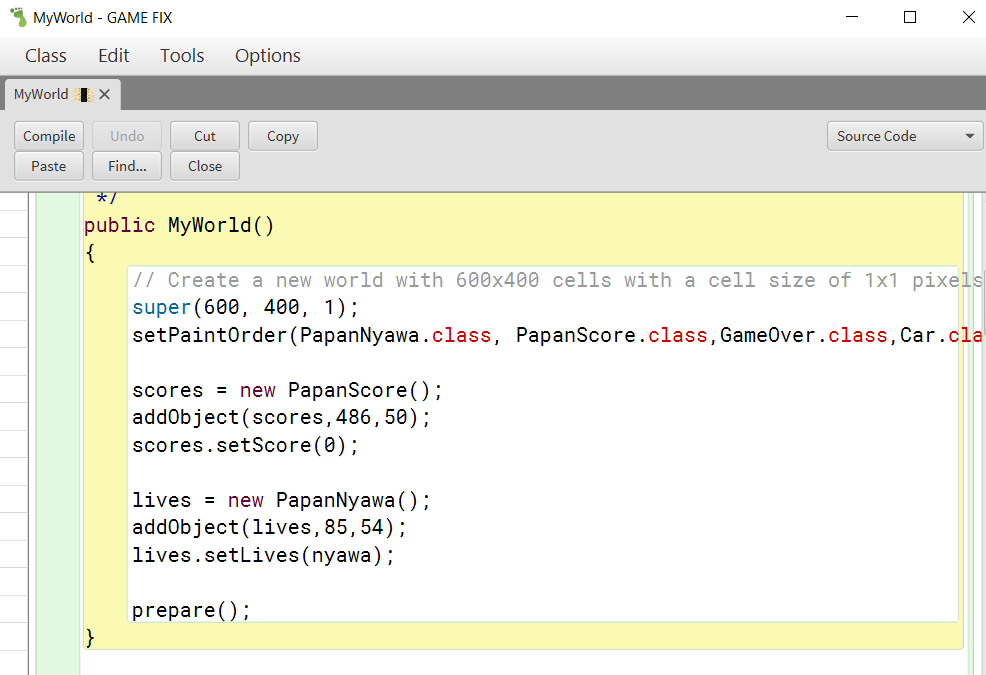 MyWorld - GAME FIX
Class Edit Tools Options
MyWorld
Compile Undo Cut Copy Source Code
Paste Find... Close
*/
public MyWorld()
{
// Create a new world with 600x400 cells with a cell size of 1x1 pixels
super(600, 400, 1);
setPaintOrder(PapanNyawa.class, PapanScore.class,GameOver.class,Car.cla
scores = new PapanScore();
addObject(scores,486,50);
scores.setScore(0);
lives = new PapanNyawa();
addObject(lives,85,54);
lives.setLives(nyawa);
prepare();
}